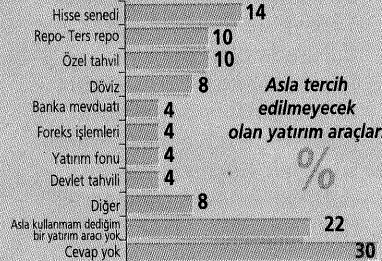 Hisse senedi 14
Repo- Ters repo 10
Özel tahvil 10
Döviz 8
Banka mevduatı 4
Foreks işlemleri 4
Yatırım fonu 4
Devlet tahvili 4
Diğer 8
Asla kullanmam dediğim
bir yatırım aracı yok 22
Cevap yok 30
Asla tercih
edilmeyecek
olan yatırım araçları
%